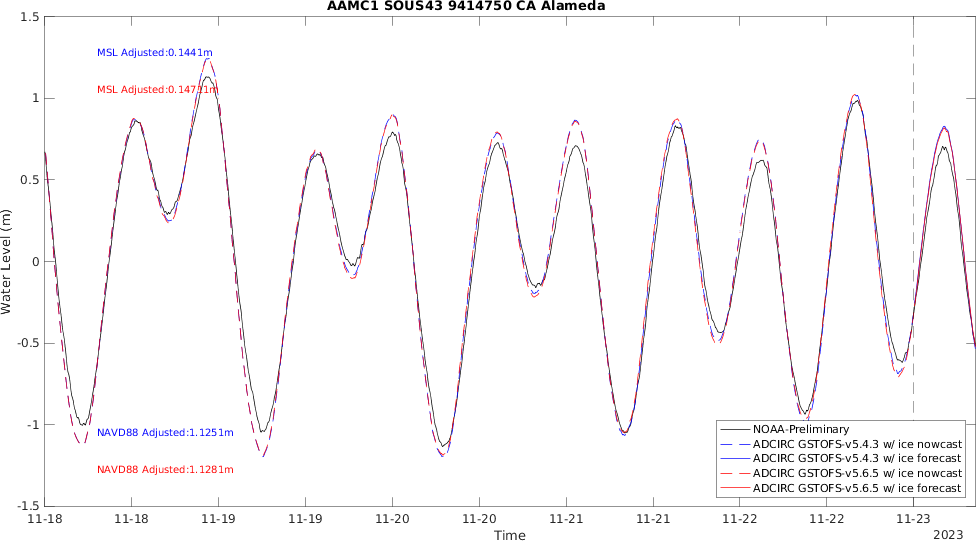 AAMC1 SOUS43 9414750 CA Alameda
1.5
1
0.5
0
-0.5
-1
-1.5
Water Level (m)
MSL Adjusted:0.1441m
MSL Adjusted:0.14711m
NAVD88 Adjusted:1.1251m
NAVD88 Adjusted:1.1281m
NOAA-Preliminary
ADCIRC GSTOFS-v5.4.3 w/ ice nowcast
ADCIRC GSTOFS-v5.4.3 w/ ice forecast
ADCIRC GSTOFS-v5.6.5 w/ ice nowcast
ADCIRC GSTOFS-v5.6.5 w/ ice forecast
11-18 11-18 11-19 11-19 11-20 11-20 11-21 11-21 11-22 11-22 11-23
Time
2023